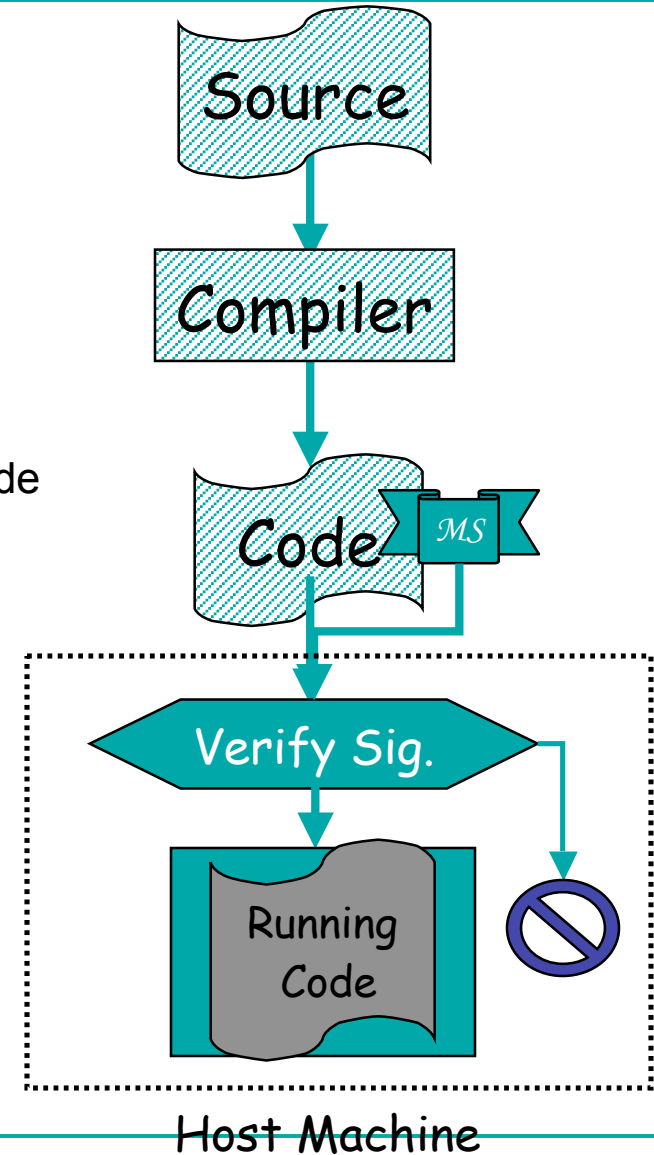 Source
Compiler
de
Code
MS
Verify Sig.
Running
Code
Host Machine